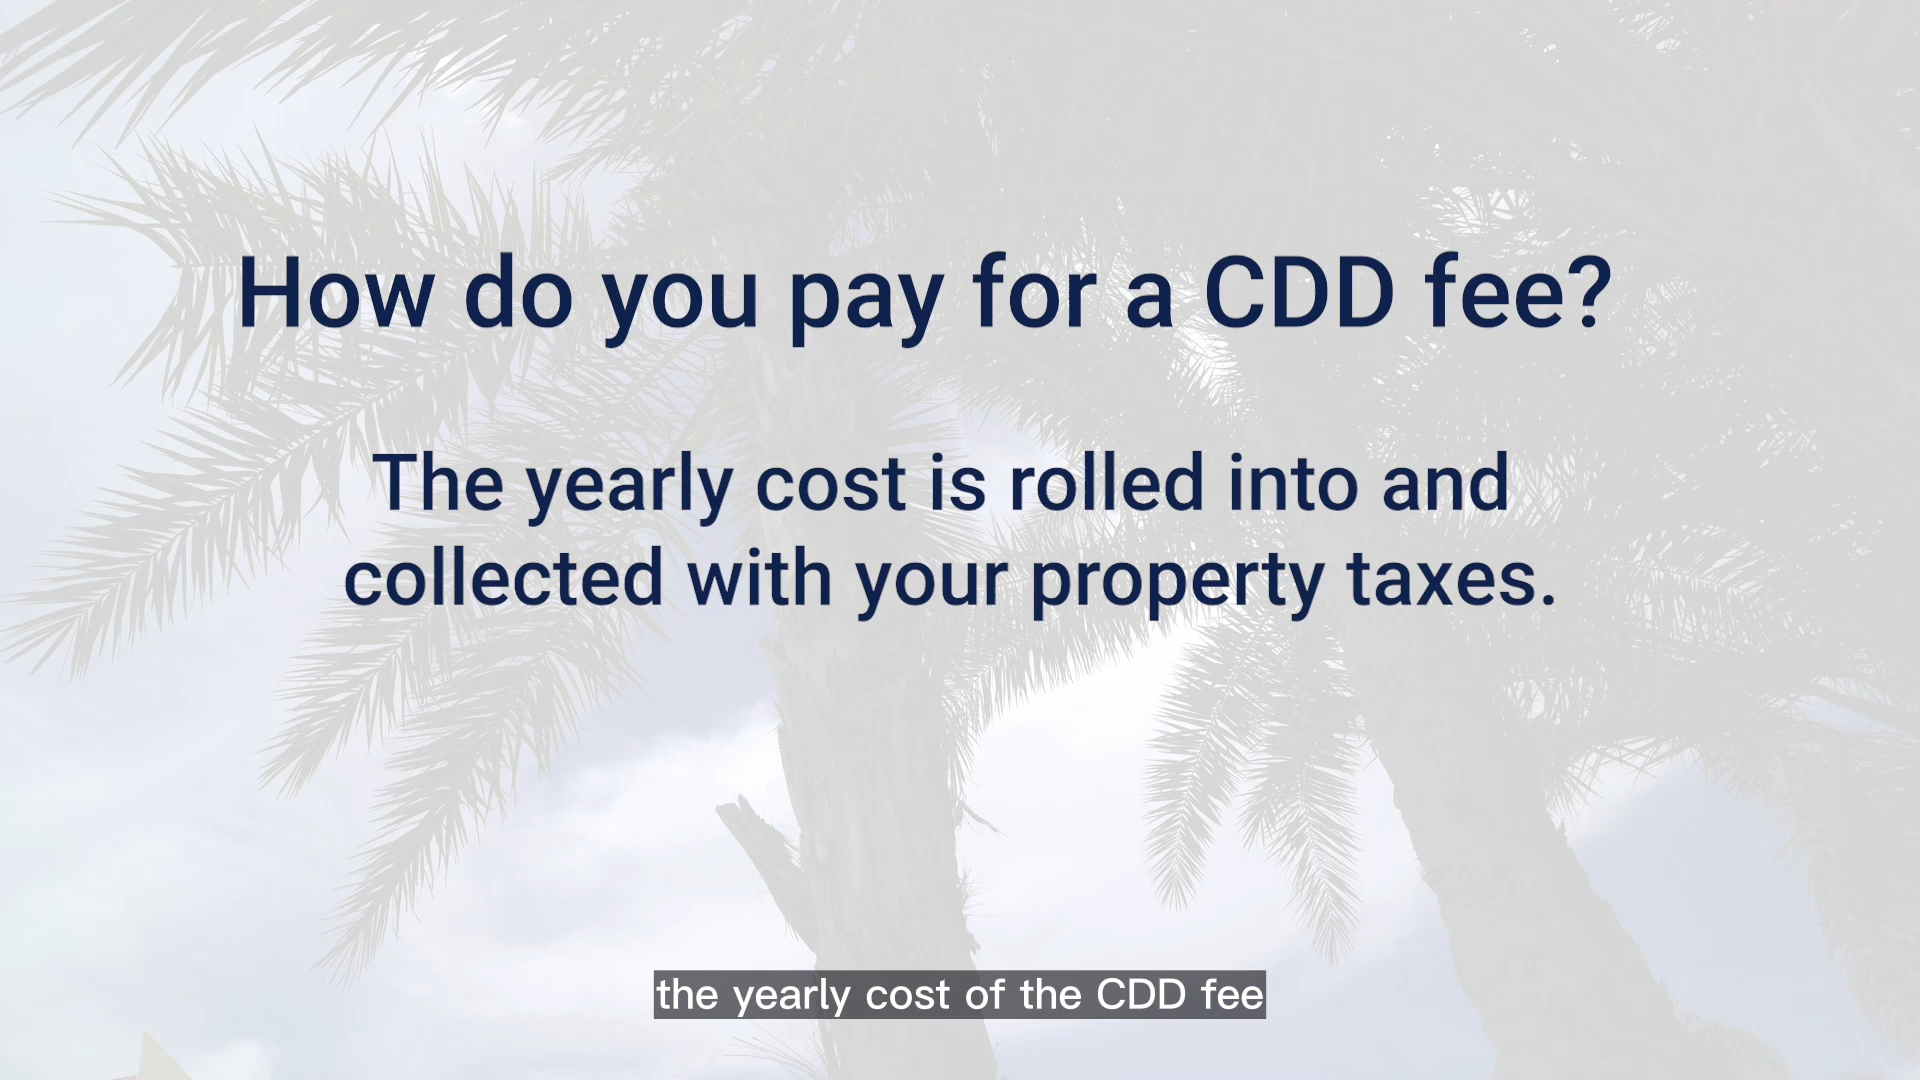 How do you pay for a CDD fee?
The yearly cost is rolled into and
collected with your property taxes.
the yearly cost of the CDD fee